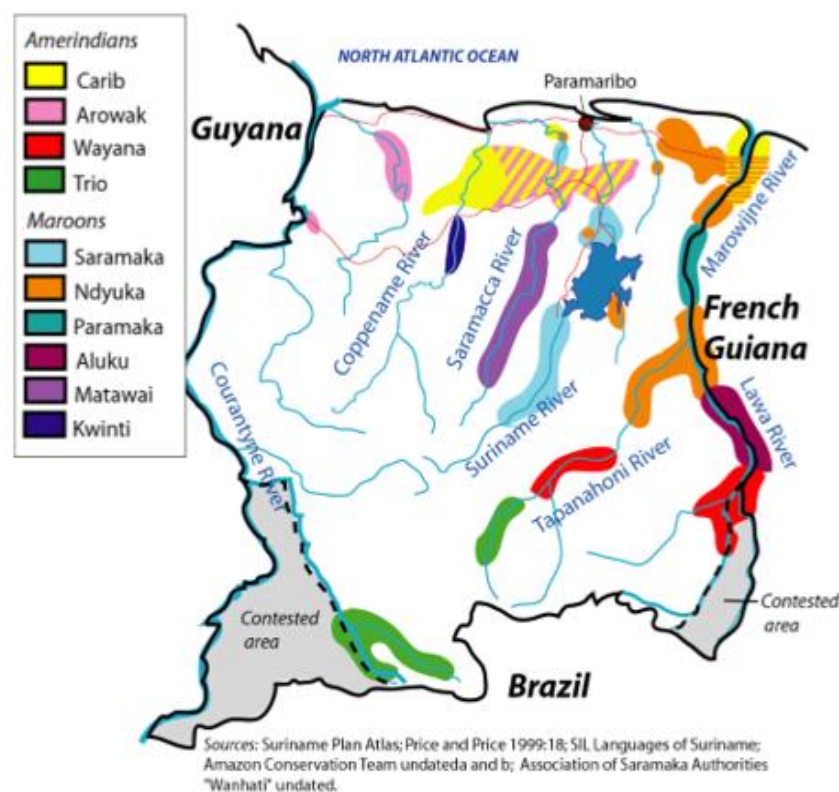 Amerindians
Carib
Arowak
Wayana
Trio
Maroons
Saramaka
Ndyuka
Paramaka
Aluku
Matawai
Kwinti
NORTH ATLANTIC OCEAN
Paramaribo
Guyana
Marowijne River
Coppename River
Saramacca River
French
Guiana
Courantyne River
Suriname River
Lawa River
Tapanahoni River
Contested
area
Contested
area
Brazil
Sources: Suriname Plan Atlas; Price and Price 1999:18; SIL Languages of Suriname;
Amazon Conservation Team undateda and b; Association of Saramaka Authorities
"Wanhati" undated.